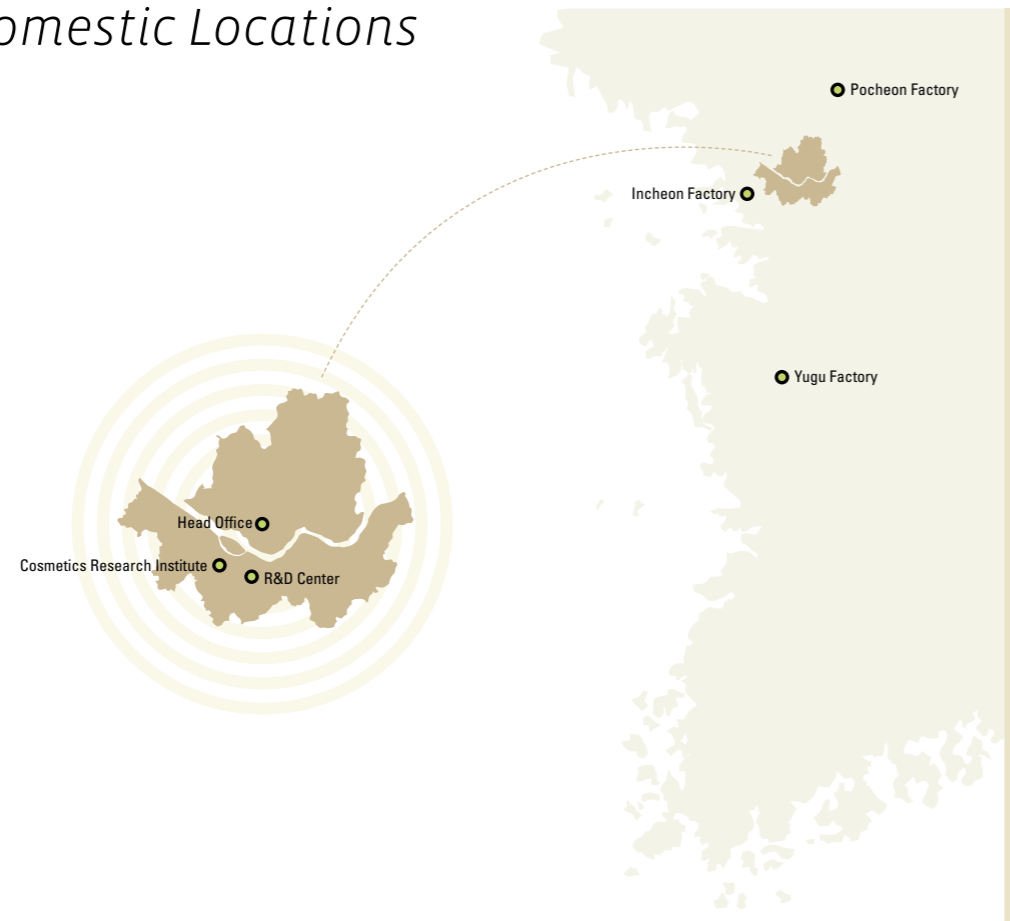 omestic Locations
Pocheon Factory
Incheon Factory
Yugu Factory
Head Office
Cosmetics Research Institute
R&D Center